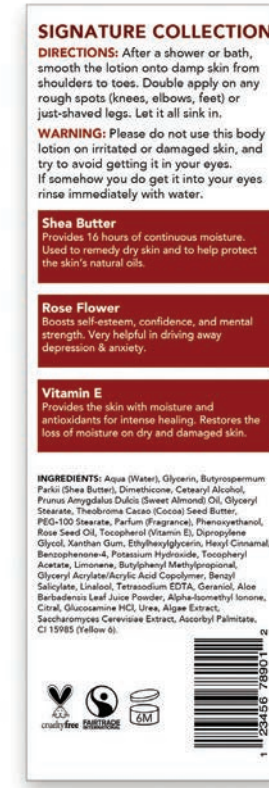 SIGNATURE COLLECTION
DIRECTIONS: After a shower or bath,
smooth the lotion onto damp skin from
shoulders to toes. Double apply on any
rough spots (knees, elbows, feet) or
just-shaved legs. Let it all sink in.
WARNING: Please do not use this body
lotion on irritated or damaged skin, and
try to avoid getting it in your eyes.
If somehow you do get it into your eyes
rinse immediately with water.
Shea Butter
Provides 16 hours of continuous moisture.
Used to remedy dry skin and to help protect
the skin's natural oils.
Rose Flower
Boosts self-esteem, confidence, and mental
strength. Very helpful in driving away
depression & anxiety.
Vitamin E
Provides the skin with moisture and
antioxidants for intense healing. Restores the
loss of moisture on dry and damaged skin.
INGREDIENTS: Aqua (Water), Glycerin, Butyrospermum
Parkii (Shea Butter), Dimethicone, Cetearyl Alcohol,
Prunus Amygdalus Dulcis (Sweet Almond) Oil, Glyceryl
Stearate, Theobroma Cacao (Cocoa) Seed Butter,
PEG-100 Stearate, Parfum (Fragrance), Phenoxyethanol,
Rose Seed Oil, Tocopherol (Vitamin E), Dipropylene
Glycol, Xanthan Gum, Ethylhexylglycerin, Hexyl Cinnamal,
Benzophenone-4, Potassium Hydroxide, Tocopheryl
Acetate, Limonene, Butylphenyl Methylpropional,
Glyceryl Acrylate/Acrylic Acid Copolymer, Benzyl
Salicylate, Linalool, Tetrasodium EDTA, Geraniol, Aloe
Barbadensis Leaf Juice Powder, Alpha-Isomethyl Ionone,
Citral, Glucosamine HCl, Urea, Algae Extract,
Saccharomyces Cerevisiae Extract, Ascorbyl Palmitate,
CI 15985 (Yellow 6).
crueltyfree
FAIRTRADE
INTERNATIONAL
6M
1 23456 78901 2